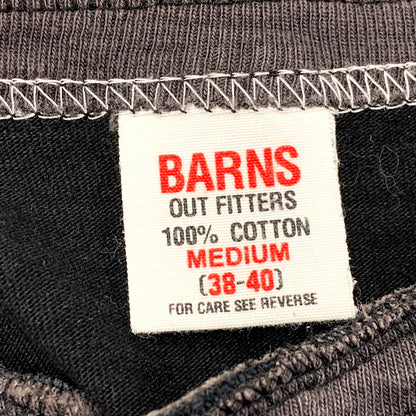 BARNS
OUT FITTERS
100% COTTON
MEDIUM
(38-40)
FOR CARE SEE REVERSE